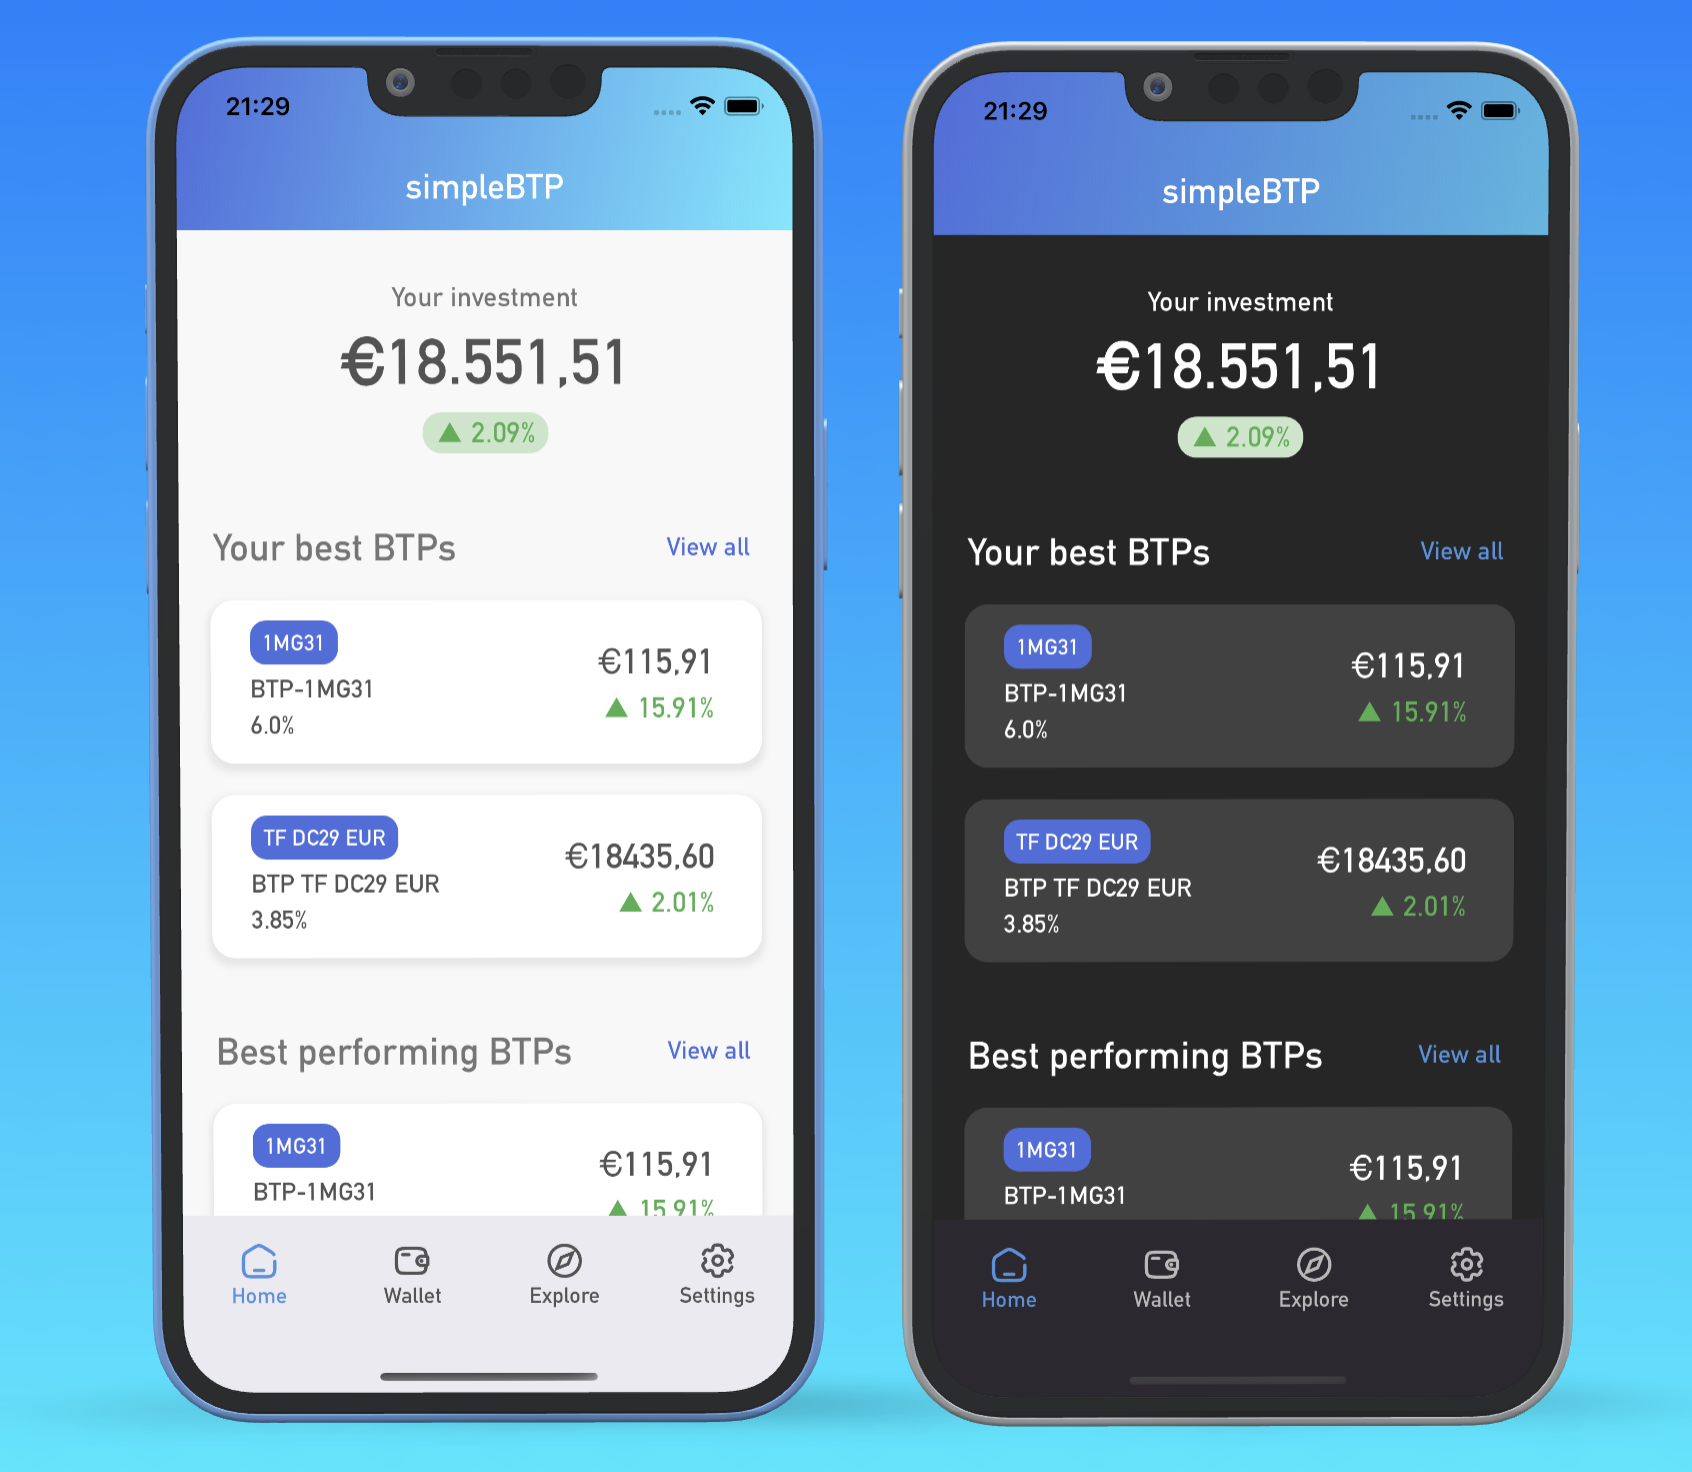 21:29
simpleBTP
Your investment
€18.551,51
▲ 2.09%
Your best BTPs
View all
1MG31
BTP-1MG31
6.0%
€115,91
▲ 15.91%
TF DC29 EUR
BTP TF DC29 EUR
3.85%
€18435,60
▲ 2.01%
Best performing BTPs
View all
1MG31
BTP-1MG31
€115,91
▲ 15.91%
Home
Wallet
Explore
Settings
21:29
simpleBTP
Your investment
€18.551,51
▲ 2.09%
Your best BTPs
View all
1MG31
BTP-1MG31
6.0%
€115,91
▲ 15.91%
TF DC29 EUR
BTP TF DC29 EUR
3.85%
€18435,60
▲ 2.01%
Best performing BTPs
View all
1MG31
BTP-1MG31
€115,91
▲ 15.91%
Home
Wallet
Explore
Settings